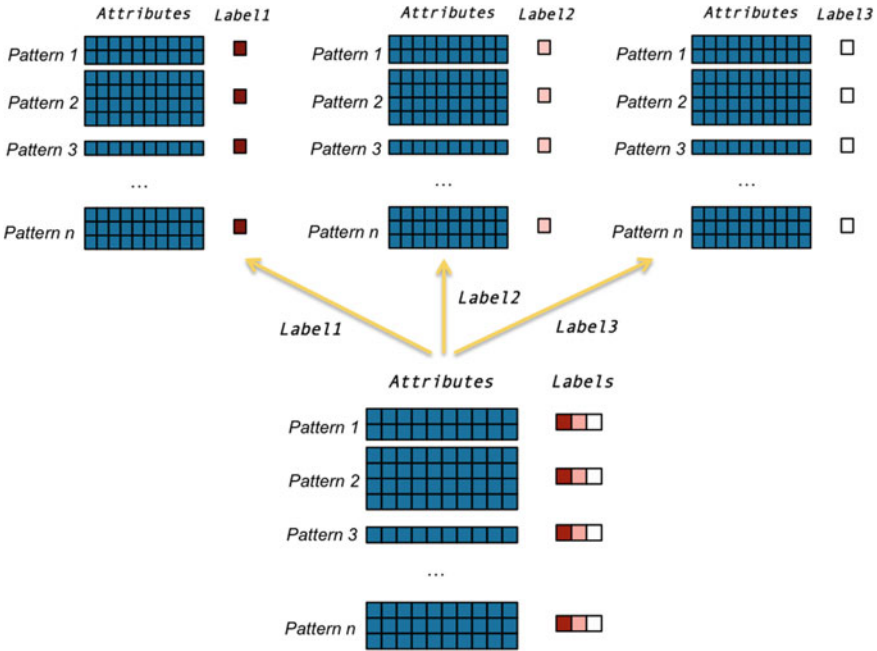 Attributes Label1
Attributes Label2
Attributes Label3
Pattern 1
Pattern 1
Pattern 1
Pattern 2
Pattern 2
Pattern 2
Pattern 3
Pattern 3
Pattern 3
...
...
...
Pattern n
Pattern n
Pattern n
Label1
Label2
Label3
Attributes Labels
Pattern 1
Pattern 2
Pattern 3
...
Pattern n